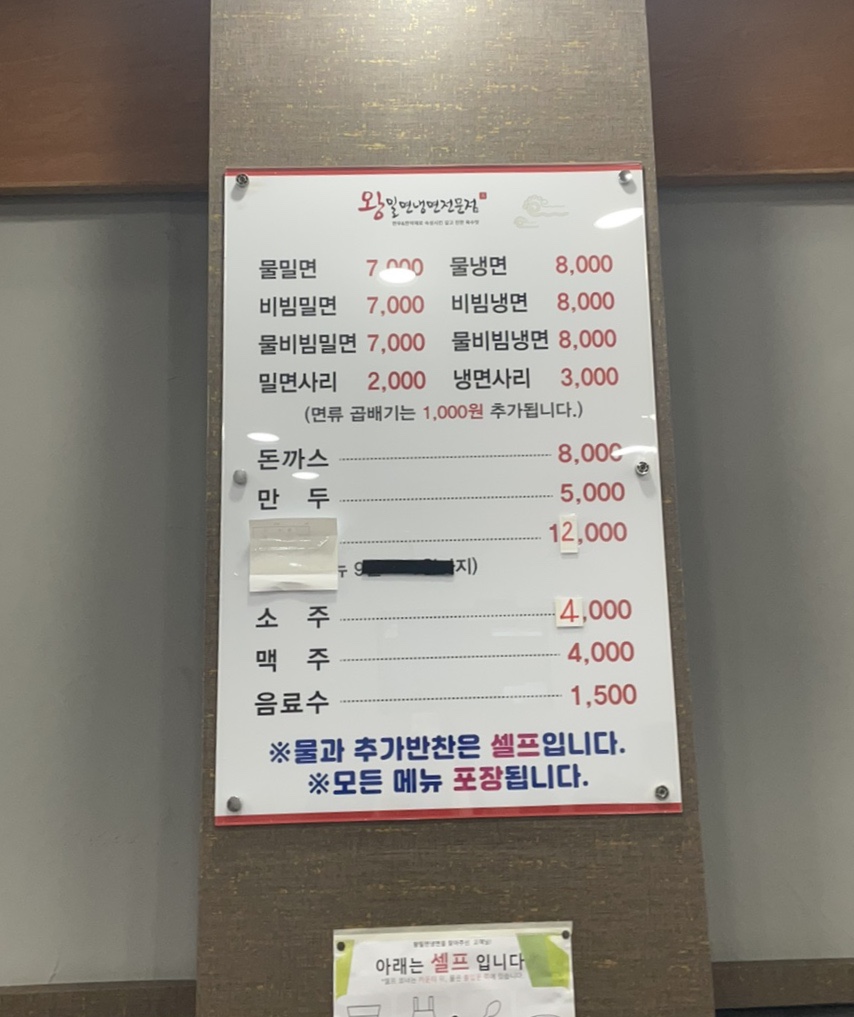 왕밀면냉면전문점
물밀면 7,000 물냉면 8,000
비빔밀면 7,000 비빔냉면 8,000
물비빔밀면 7,000 물비빔냉면 8,000
밀면사리 2,000 냉면사리 3,000
(면류 곱배기는 1,000원 추가됩니다.)
돈까스 8,000
만 두 5,000
12,000
소 주 4,000
맥 주 4,000
음료수 1,500
※물과 추가반찬은 셀프입니다.
※모든 메뉴 포장됩니다.
아래는 셀프 입니다